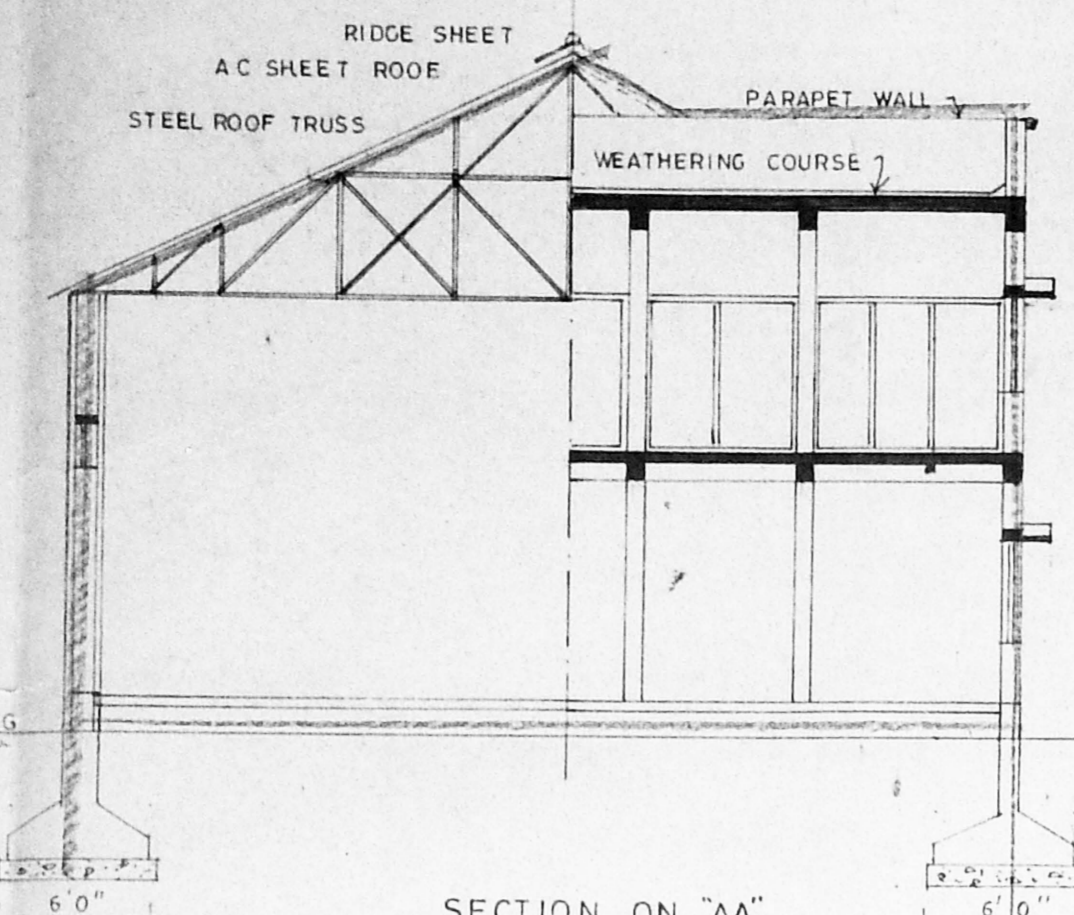 RIDGE SHEET
A C SHEET ROOF
STEEL ROOF TRUSS
PARAPET WALL
WEATHERING COURSE
G
6'0"
6'0"
SECTION ON "AA"